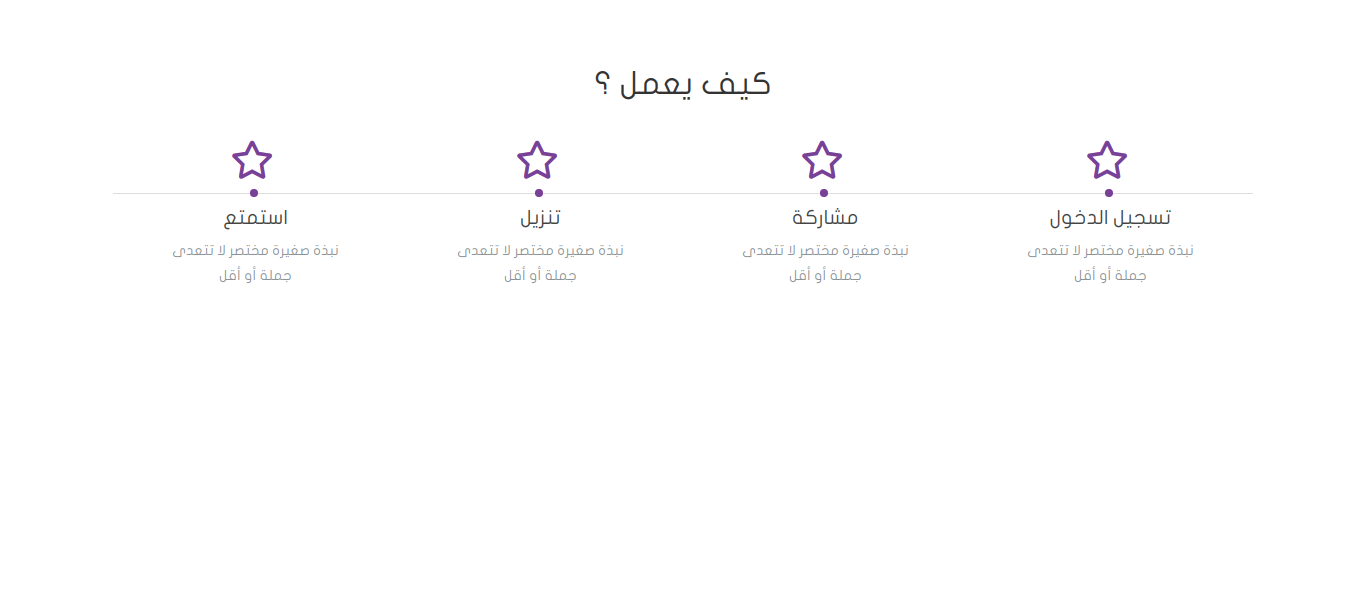 كيف يعمل ؟
تسجيل الدخول
نبذة صغيرة مختصر لا تتعدى
جملة أو أقل
مشاركة
نبذة صغيرة مختصر لا تتعدى
جملة أو أقل
تنزيل
نبذة صغيرة مختصر لا تتعدى
جملة أو أقل
استمتع
نبذة صغيرة مختصر لا تتعدى
جملة أو أقل